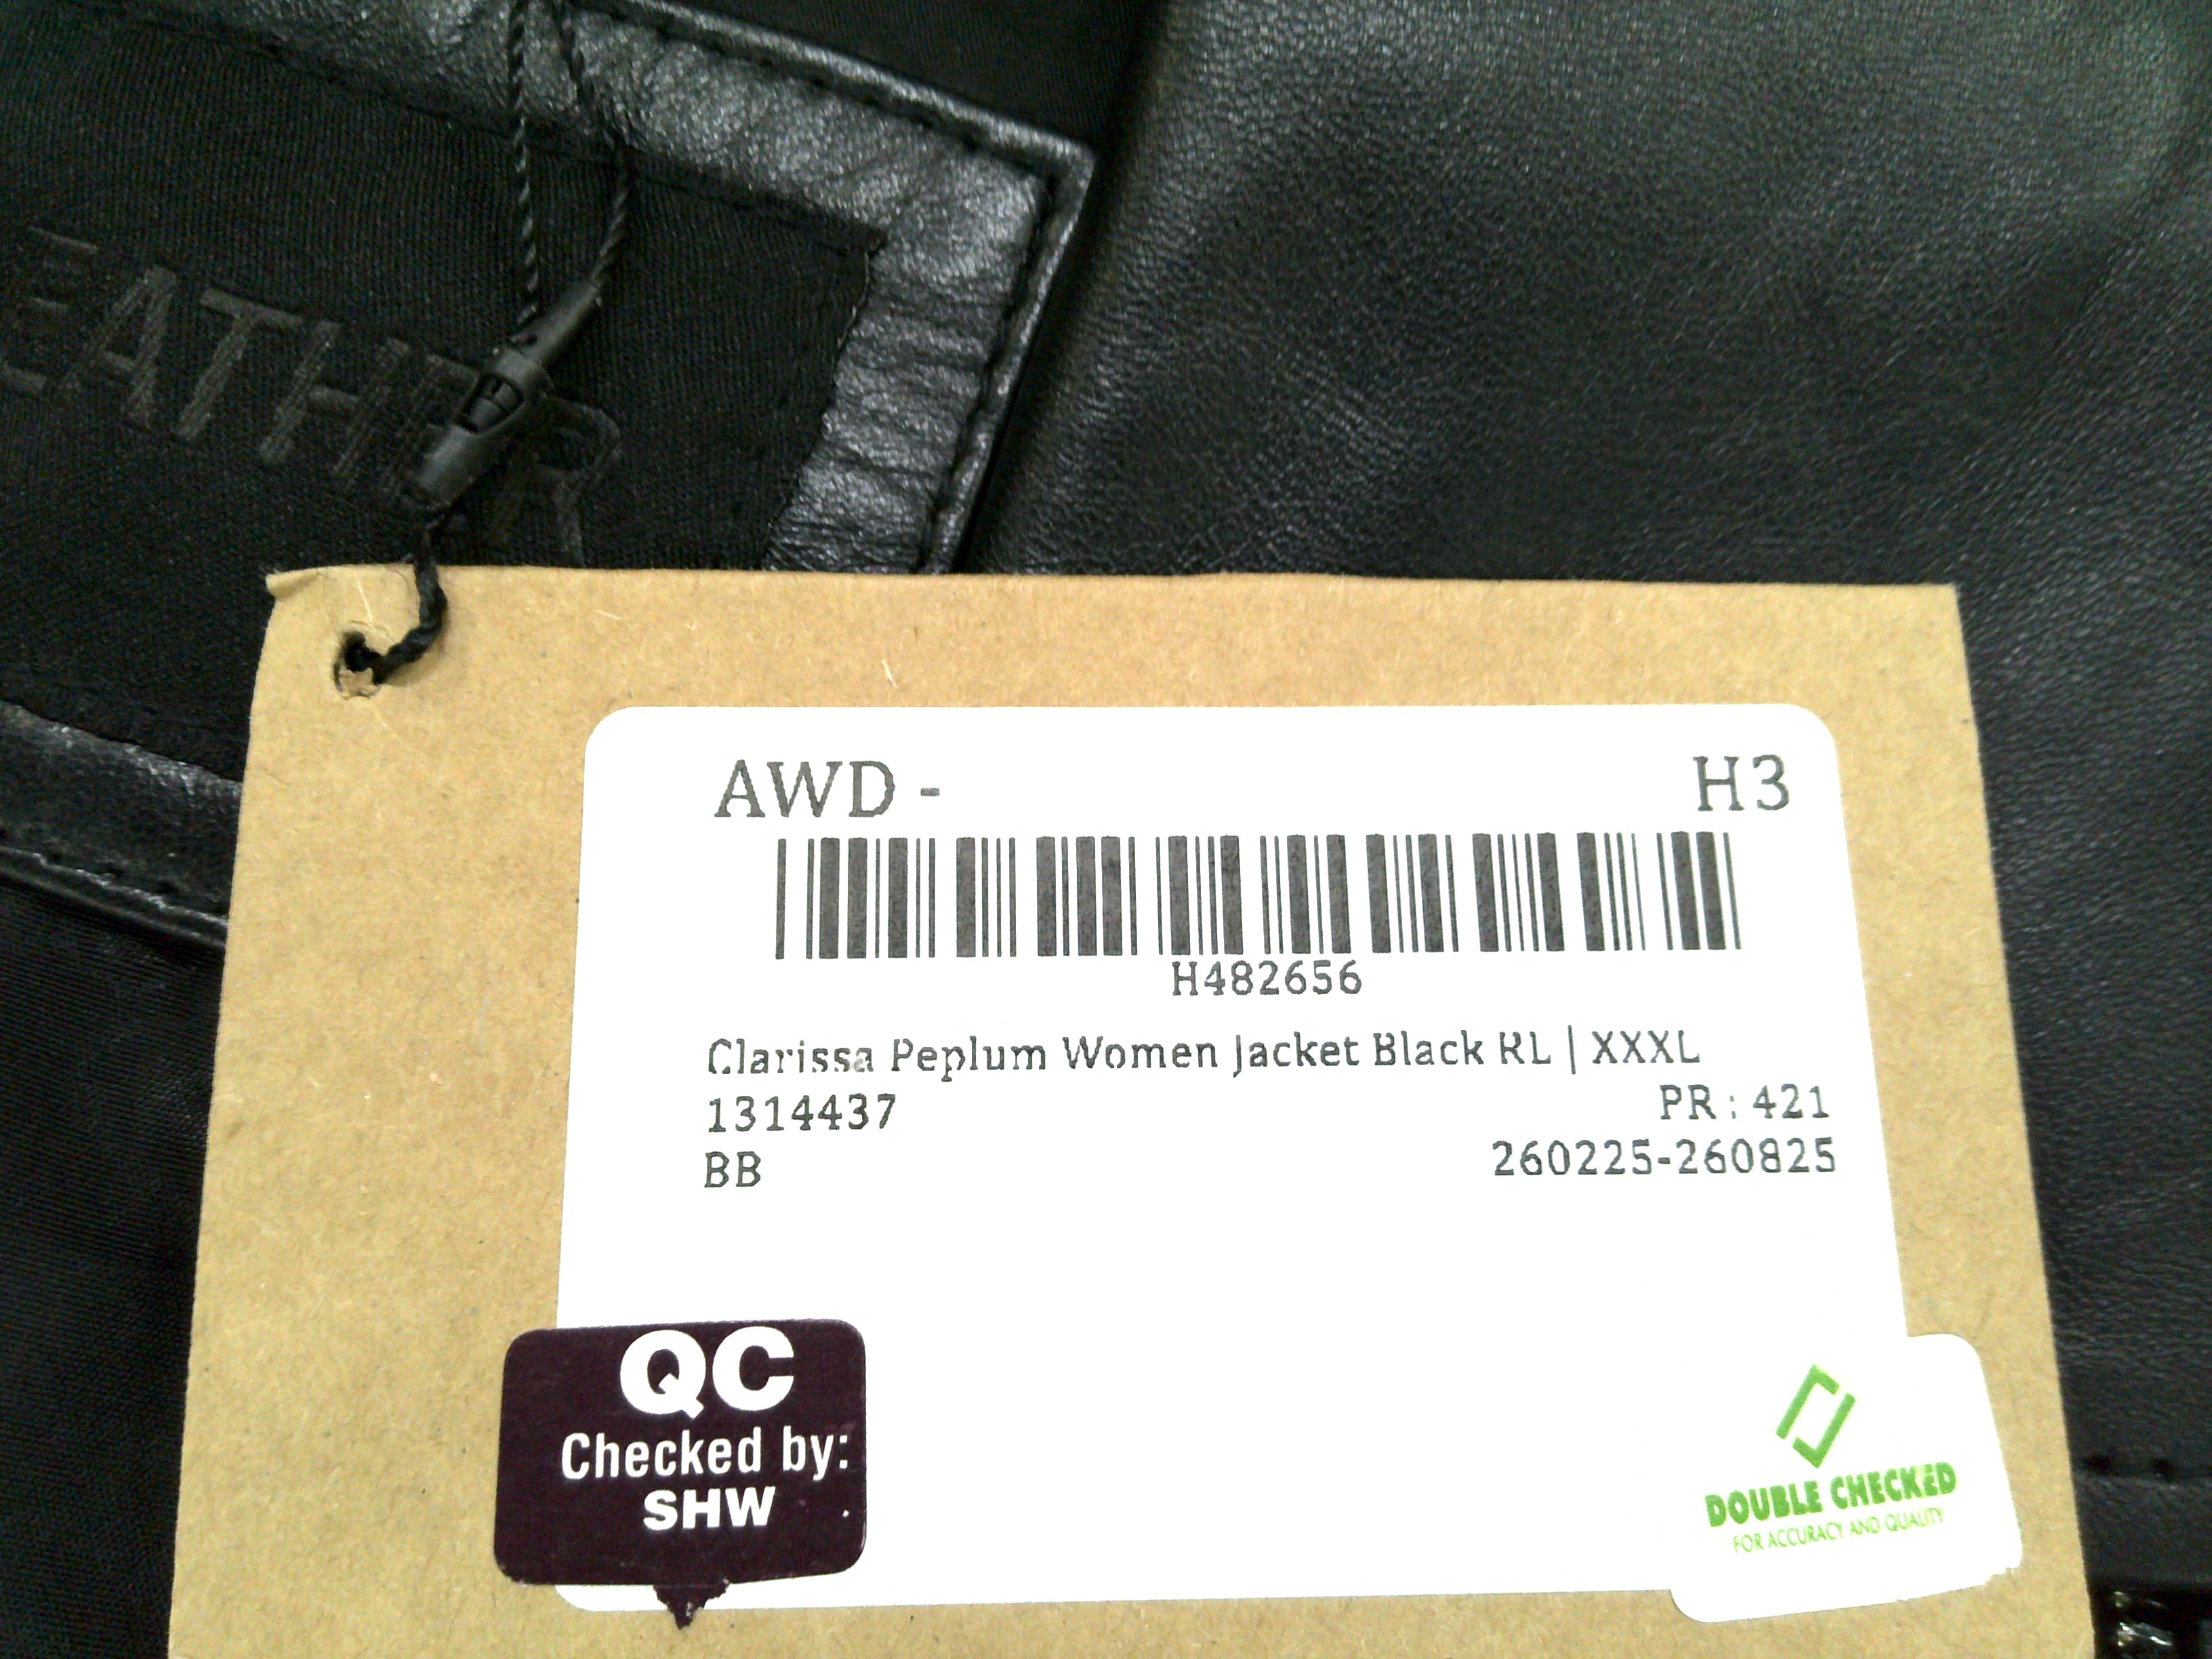 EATHER
AWD - H3
H482656
Clarissa Peplum Women Jacket Black RL | XXXL
1314437 PR : 421
BB 260225-260825
QC
Checked by:
SHW
DOUBLE CHECKED
FOR ACCURACY AND QUALITY